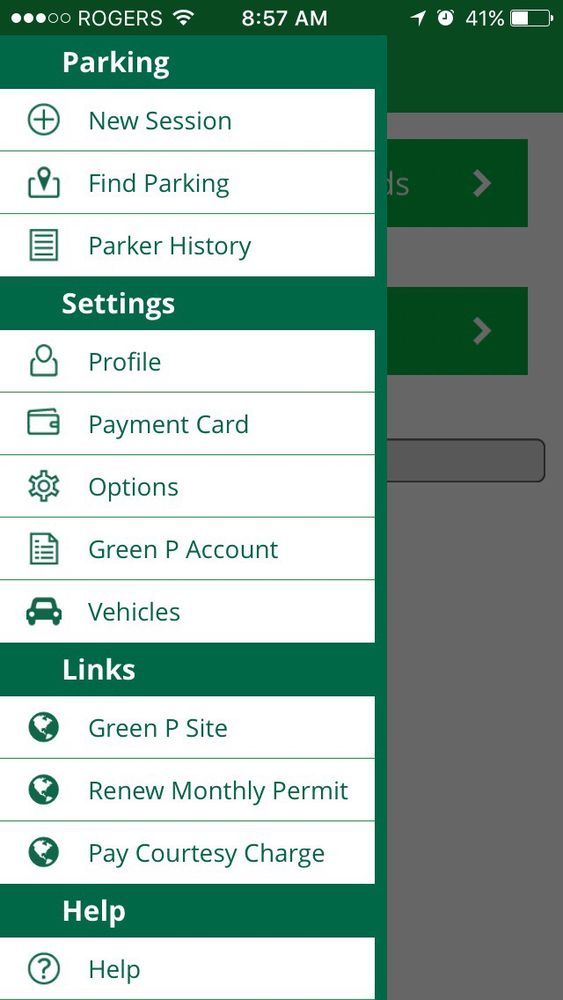 ROGERS 8:57 AM 41%
Parking
New Session
Find Parking
Parker History
Settings
Profile
Payment Card
Options
Green P Account
Vehicles
Links
Green P Site
Renew Monthly Permit
Pay Courtesy Charge
Help
Help